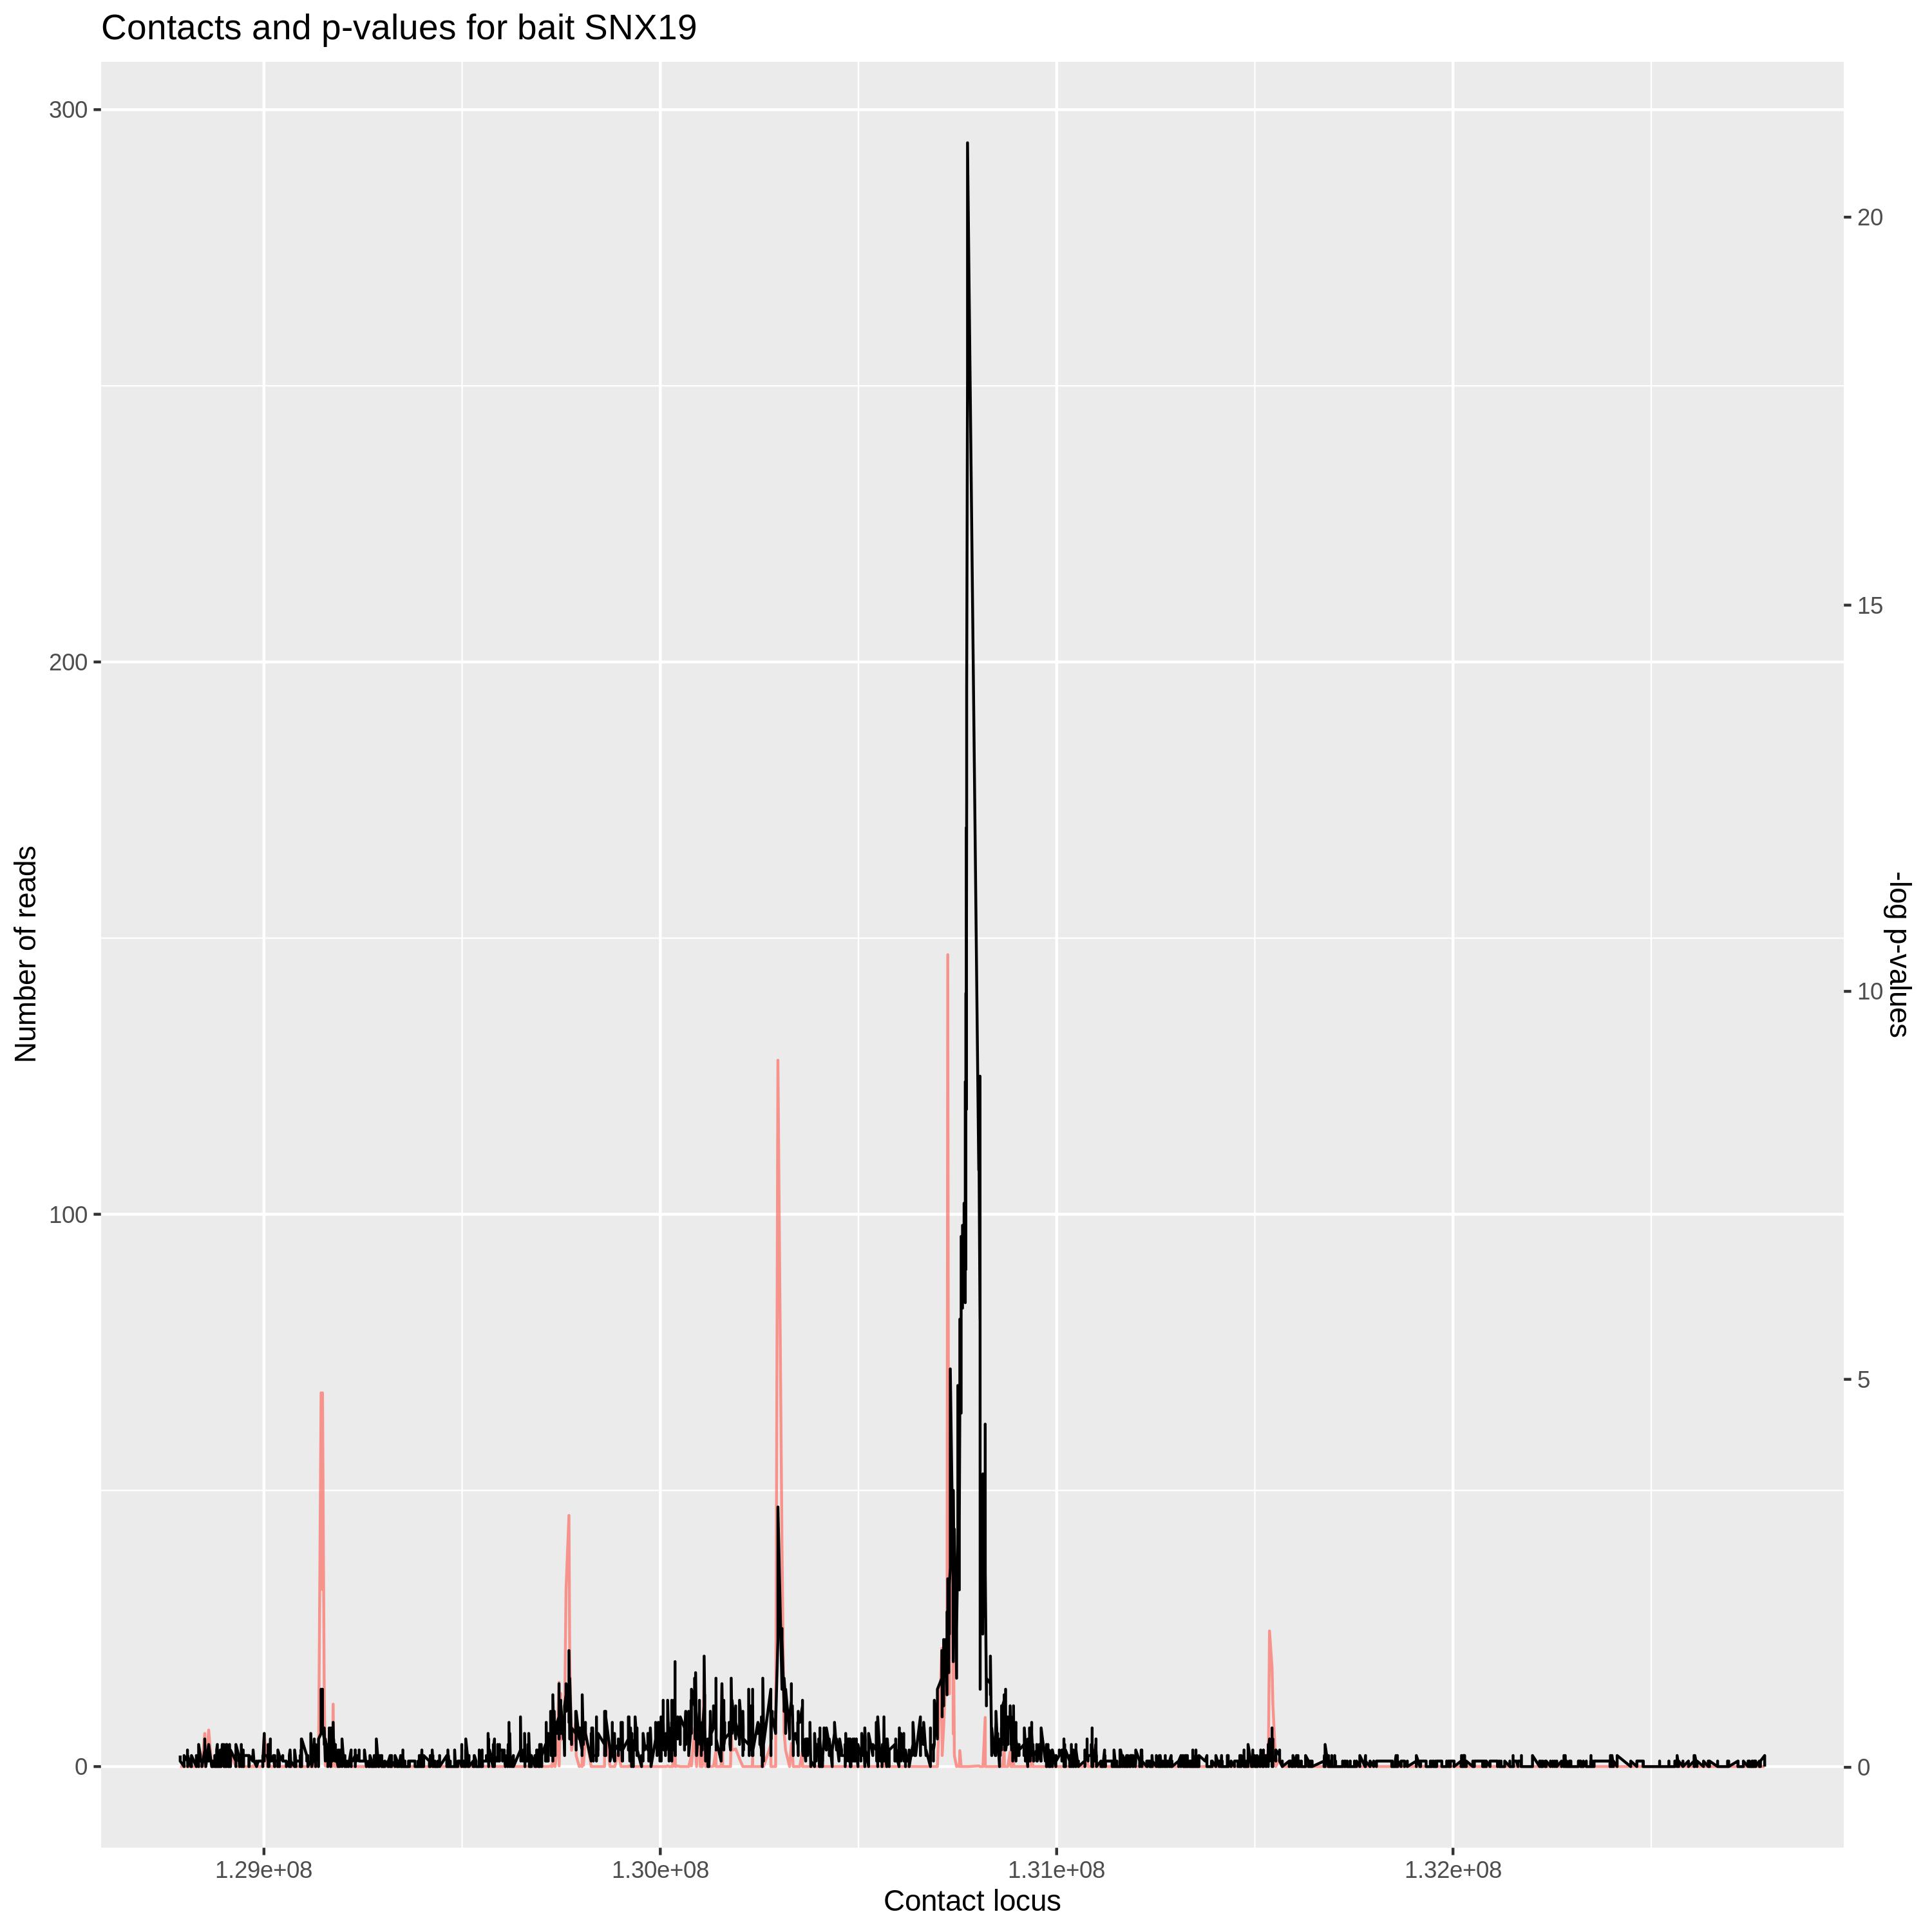 Contacts and p-values for bait SNX19
300
200
100
0
Number of reads
20
15
10
5
0
-log p-values
1.29e+08
1.30e+08
1.31e+08
1.32e+08
Contact locus